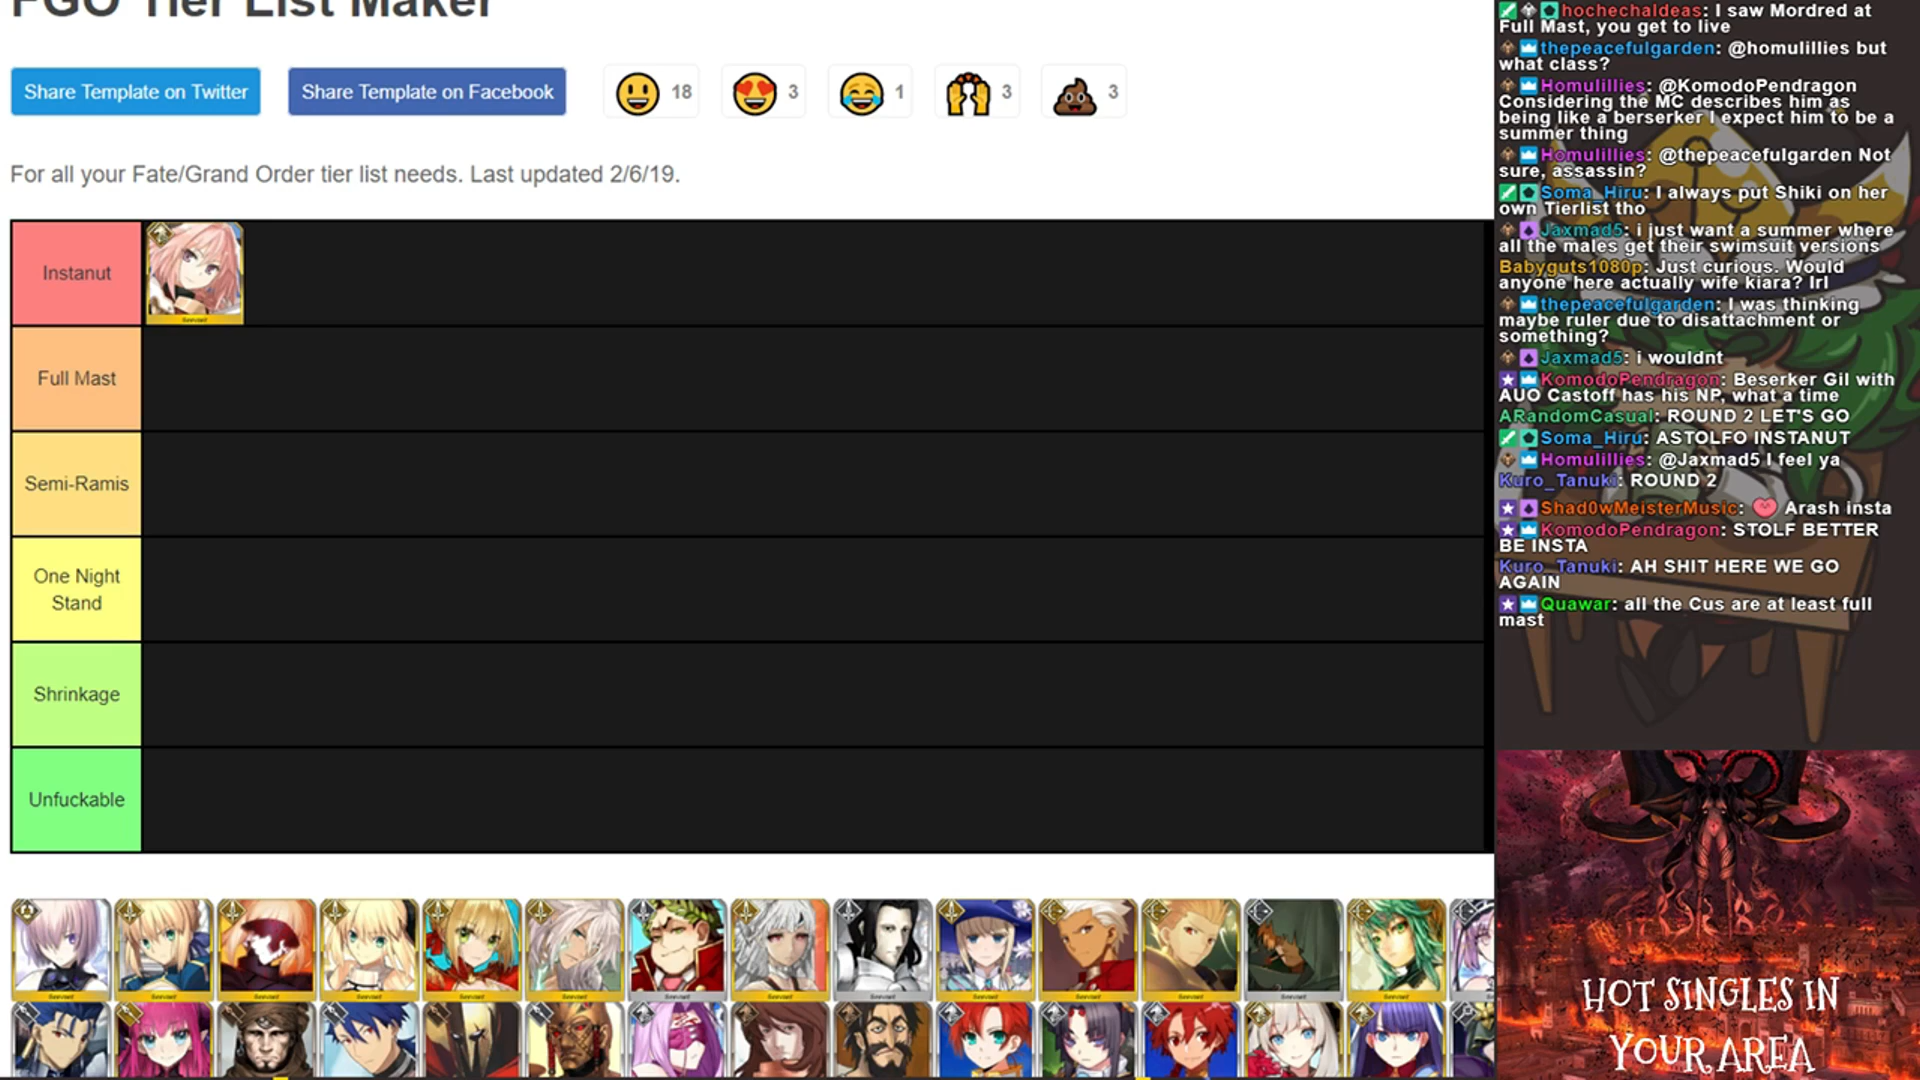 FGO Tier List Maker
Share Template on Twitter
Share Template on Facebook
18
3
1
3
3
For all your Fate/Grand Order tier list needs. Last updated 2/6/19.
Instanut
Servant
Full Mast
Semi-Ramis
One Night
Stand
Shrinkage
Unfuckable
hochechaIdeas: I saw Mordred at
Full Mast, you get to live
thepeacefulgarden: @homulillies but
what class?
Homulillies: @KomodoPendragon
Considering the MC describes him as
being like a berserker I expect him to be a
summer thing
Homulillies: @thepeacefulgarden Not
sure, assassin?
Soma_Hiru: I always put Shiki on her
own Tierlist tho
Jaxmad5: i just want a summer where
all the males get their swimsuit versions
Babyguts1080p: Just curious. Would
anyone here actually wife kiara? Irl
thepeacefulgarden: I was thinking
maybe ruler due to disattachment or
something?
Jaxmad5: i wouldnt
KomodoPendragon: Beserker Gil with
AUO Castoff has his NP, what a time
ARandomCasual: ROUND 2 LET'S GO
Soma_Hiru: ASTOLFO INSTANUT
Homulillies: @Jaxmad5 I feel ya
Kuro_Tanuki: ROUND 2
Shad0wMeisterMusic: Arash insta
KomodoPendragon: STOLF BETTER
BE INSTA
Kuro_Tanuki: AH SHIT HERE WE GO
AGAIN
Quawar: all the Cus are at least full
mast
HOT SINGLES IN
YOUR AREA